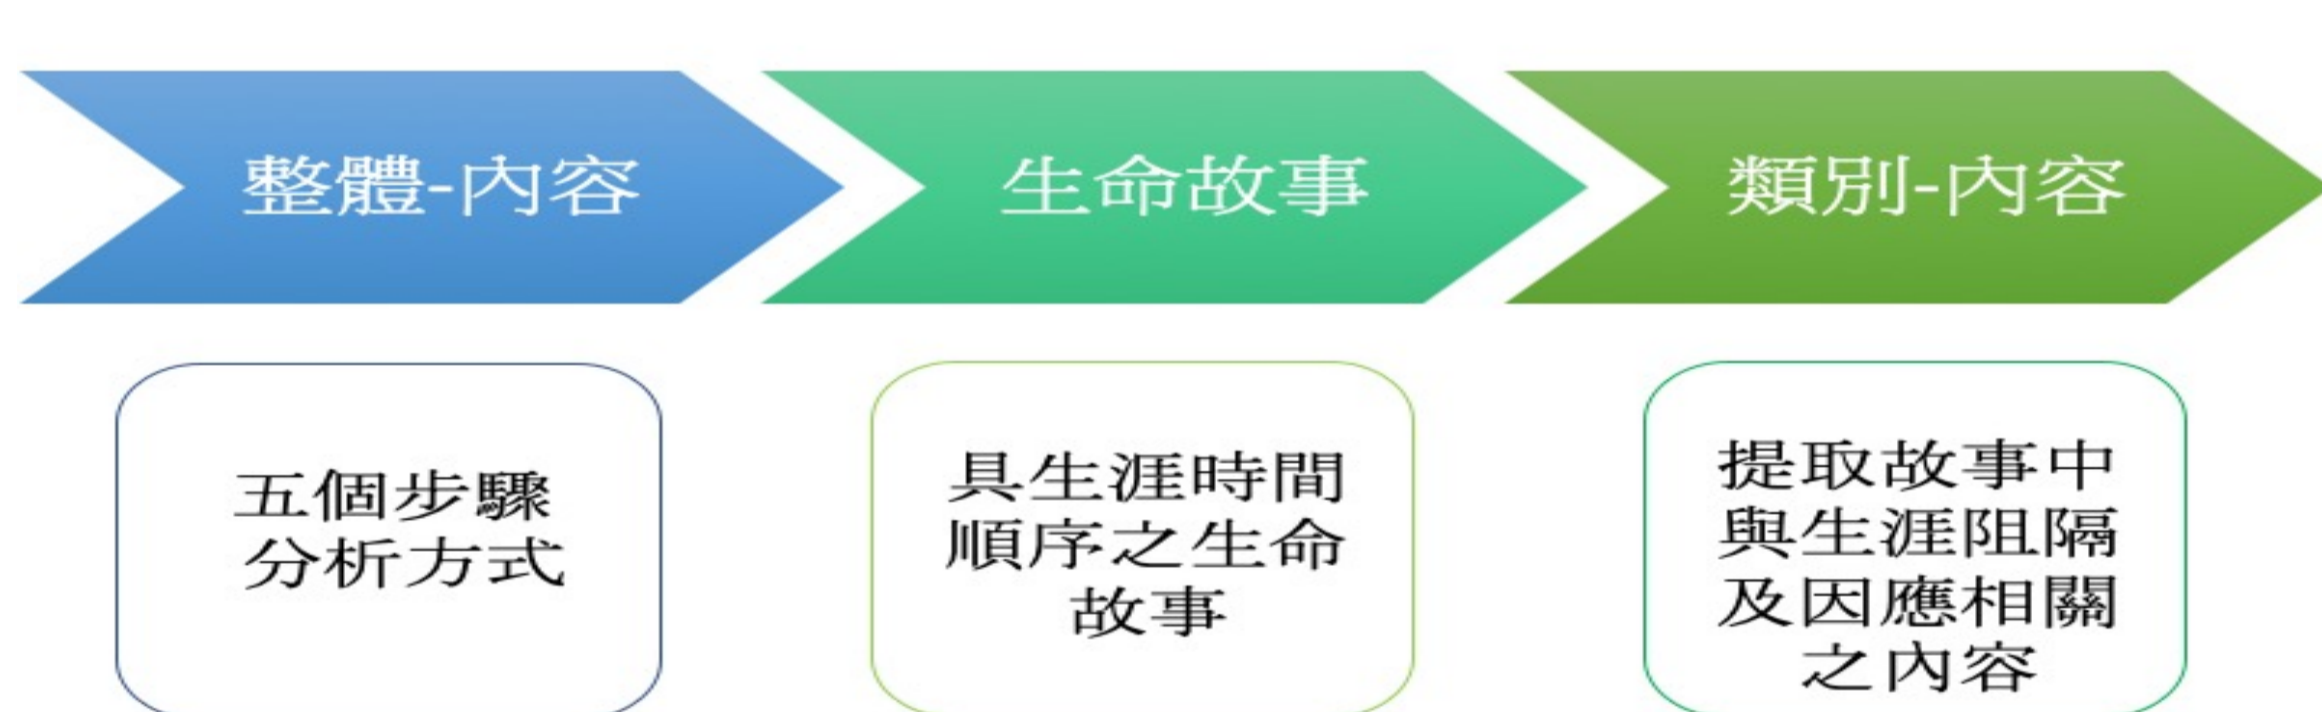 整體-內容
生命故事
類別-內容
五個步驟
分析方式
具生涯時間
順序之生命
故事
提取故事中
與生涯阻隔
及因應相關
之內容